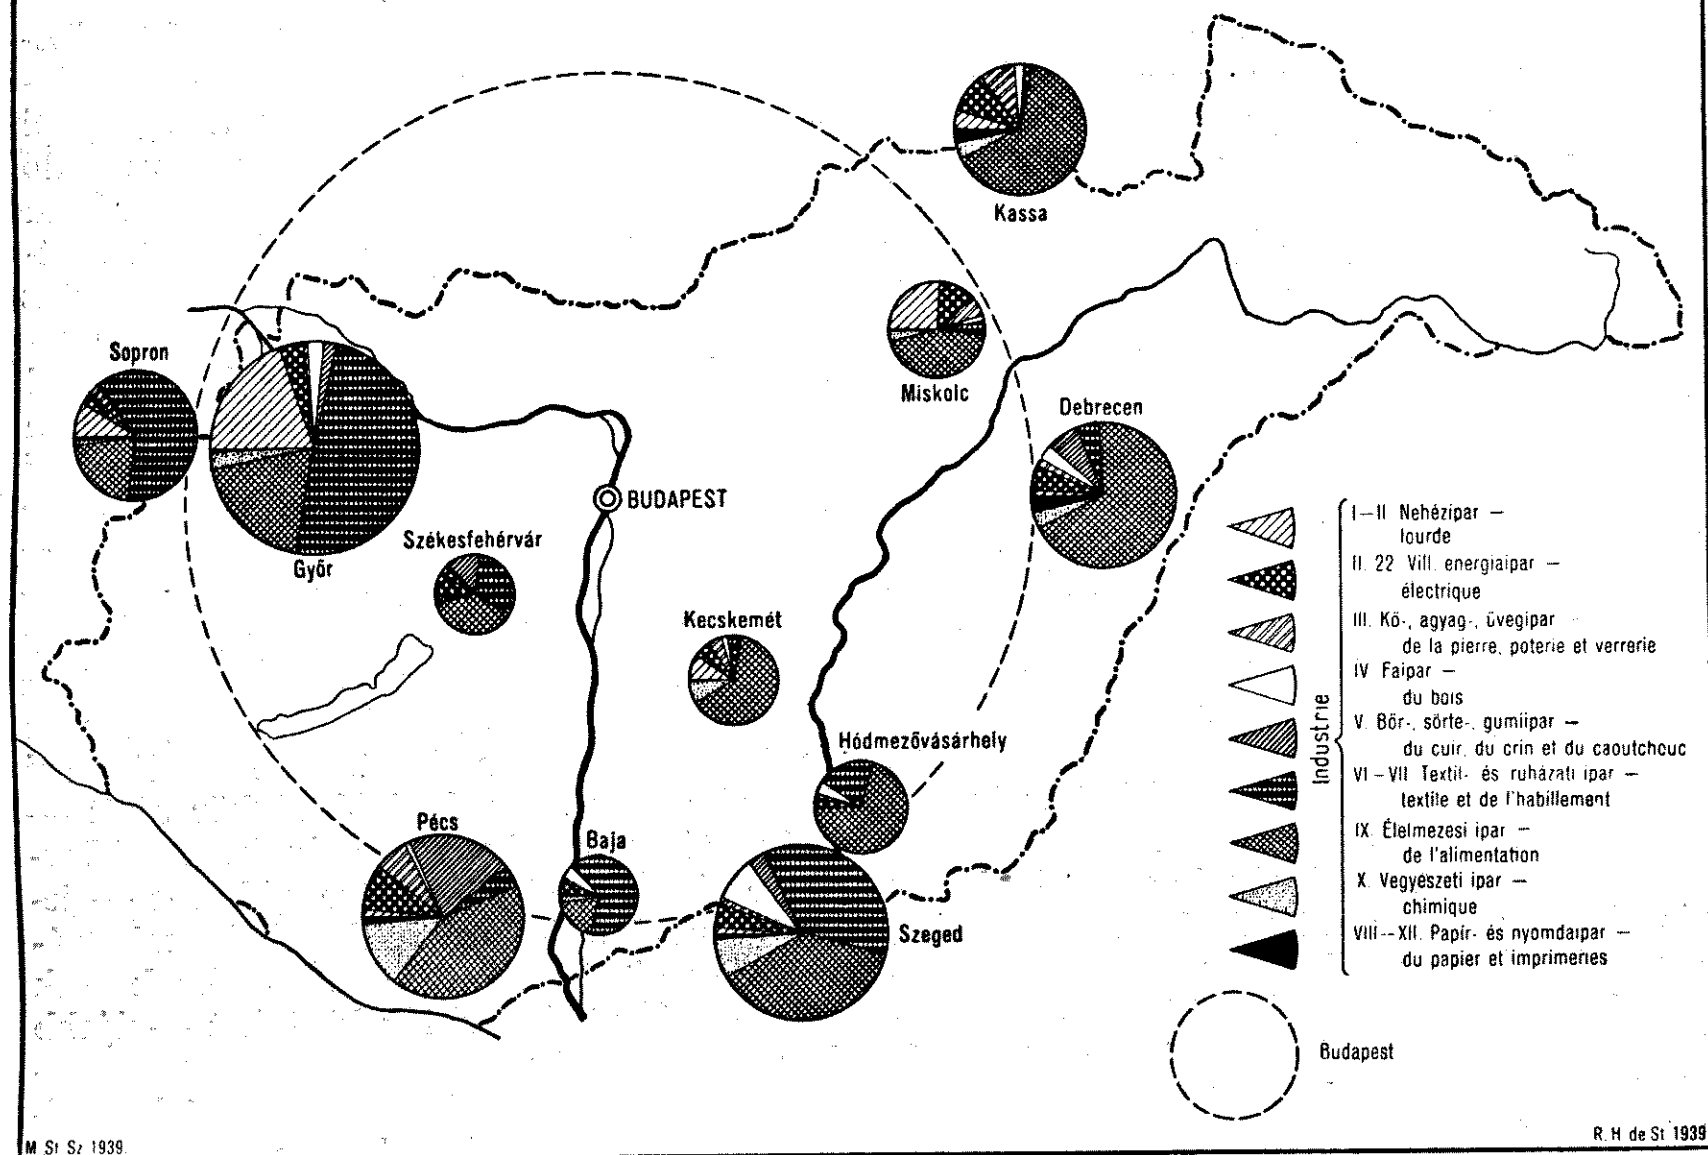 Kassa
Sopron
Miskolc
Debrecen
BUDAPEST
Székesfehérvár
Győr
Kecskemét
Hódmezővásárhely
Pécs
Baja
Szeged
Industrie
I–II Nehézipar –
lourde
II. 22 Vill. energiaipar –
électrique
III. Kő-, agyag-, üvegipar
de la pierre, poterie et verrerie
IV Faipar –
du bois
V. Bőr-, sörte-, gumiipar –
du cuir, du crin et du caoutchouc
VI–VII Textil- és ruházati ipar –
textile et de l'habillement
IX. Élelmezesi ipar –
de l'alimentation
X. Vegyészeti ipar –
chimique
VIII–XII. Papír- és nyomdaipar –
du papier et imprimeries
Budapest
M. St. Sz. 1939.
R. H. de St. 1939